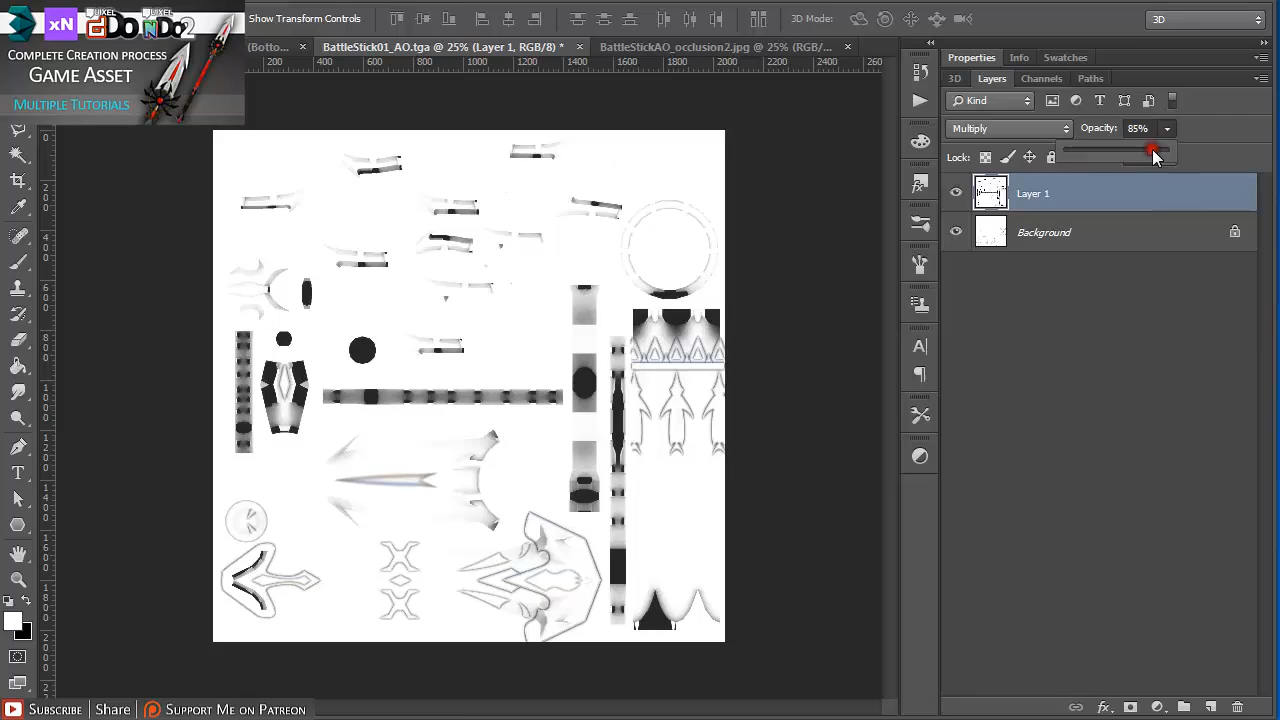 xN 2DOxNDO2
UIXEL UIXEL
COMPLETE CREATION PROCESS
GAME ASSET
MULTIPLE TUTORIALS
Show Transform Controls
3D Mode:
3D
(Botto... ×
BattleStick01_AO.tga @ 25% (Layer 1, RGB/8) * ×
BattleStickAO_occlusion2.jpg @ 25% (RGB/... ×
200 400 600 800 1000 1200 1400 1600 1800 2000 2200 2400 260
Properties Info Swatches
3D Layers Channels Paths
Kind
Multiply
Opacity: 85%
Layer 1
Background
SUBSCRIBE Share SUPPORT ME ON PATREON